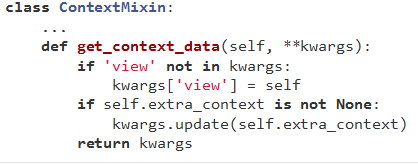 class ContextMixin:
    ...
    def get_context_data(self, **kwargs):
        if 'view' not in kwargs:
            kwargs['view'] = self
        if self.extra_context is not None:
            kwargs.update(self.extra_context)
        return kwargs